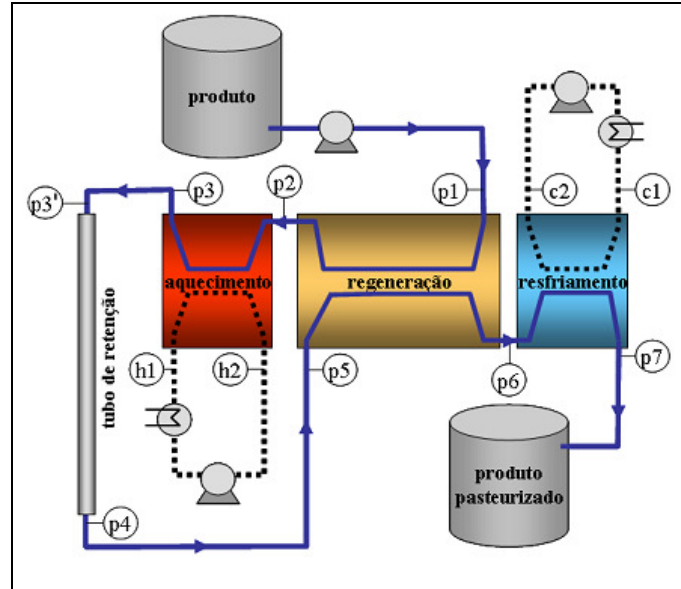 produto
p3'
p3
p2
p1
c2
c1
aquecimento
regeneração
resfriamento
tubo de retenção
h1
h2
p5
p6
p7
p4
produto
pasteurizado